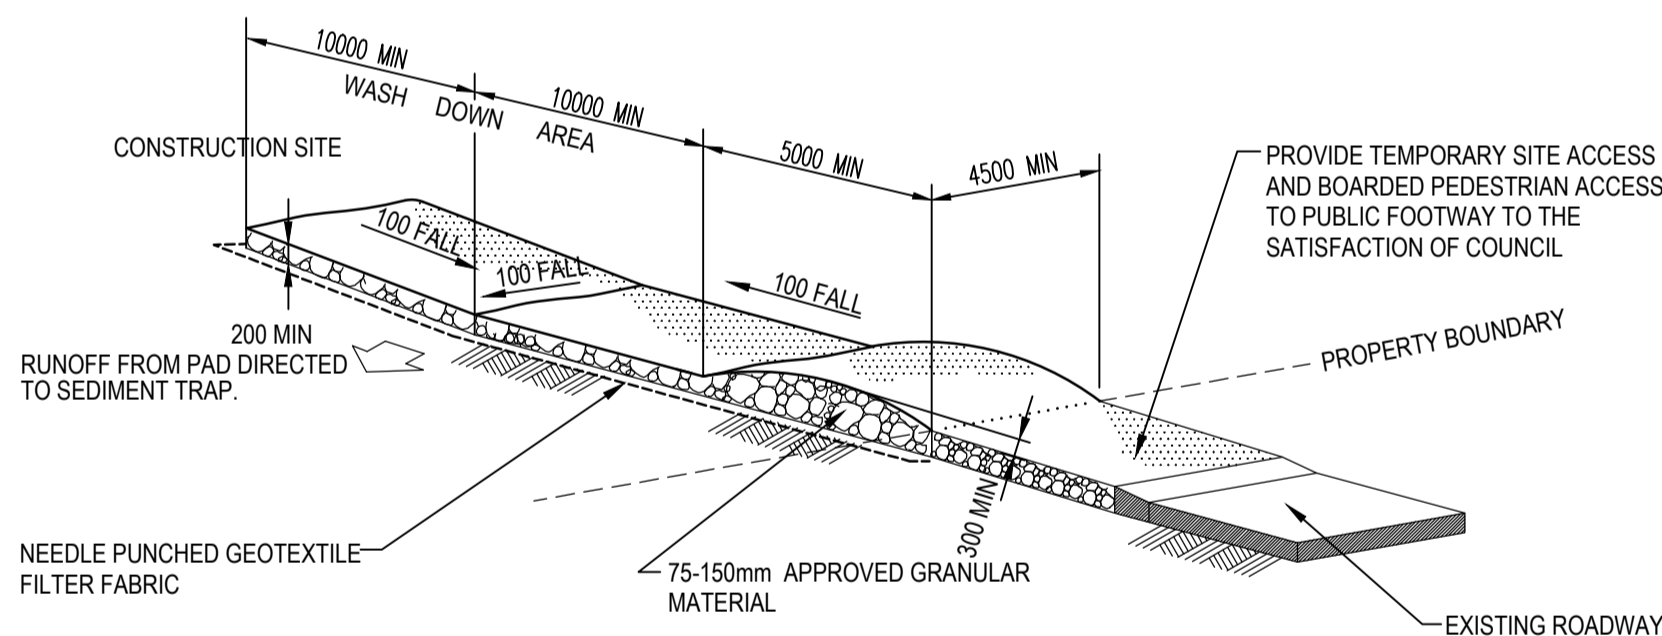 10000 MIN
WASH DOWN AREA
10000 MIN
5000 MIN
4500 MIN
CONSTRUCTION SITE
PROVIDE TEMPORARY SITE ACCESS
AND BOARDED PEDESTRIAN ACCESS
TO PUBLIC FOOTWAY TO THE
SATISFACTION OF COUNCIL
100 FALL
100 FALL
100 FALL
200 MIN
RUNOFF FROM PAD DIRECTED
TO SEDIMENT TRAP.
PROPERTY BOUNDARY
300 MIN
NEEDLE PUNCHED GEOTEXTILE
FILTER FABRIC
75-150mm APPROVED GRANULAR
MATERIAL
EXISTING ROADWAY